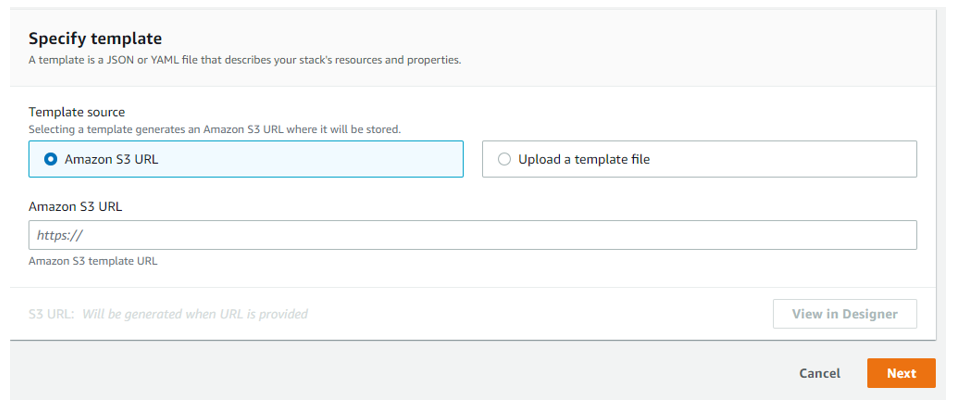 Specify template
A template is a JSON or YAML file that describes your stack's resources and properties.
Template source
Selecting a template generates an Amazon S3 URL where it will be stored.
Amazon S3 URL
Upload a template file
Amazon S3 URL
https://
Amazon S3 template URL
S3 URL: Will be generated when URL is provided
View in Designer
Cancel
Next